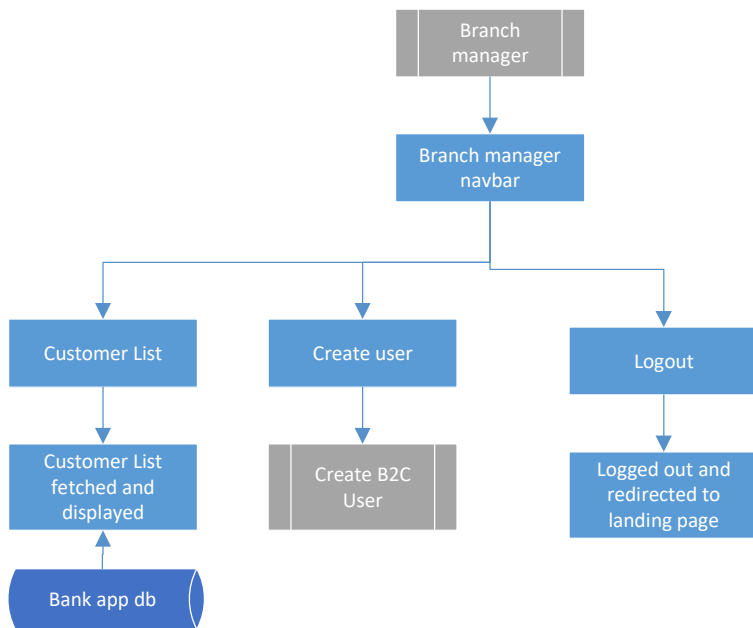 Branch
manager
Branch manager
navbar
Customer List
Create user
Logout
Customer List
fetched and
displayed
Create B2C
User
Logged out and
redirected to
landing page
Bank app db